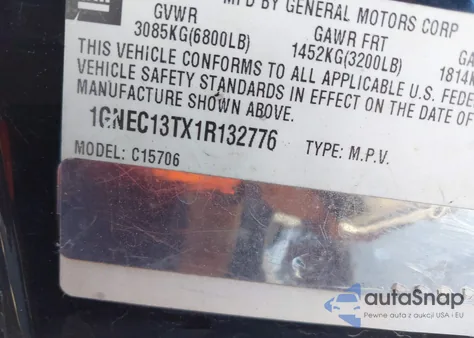 MFD BY GENERAL MOTORS CORP
GVWR GAWR FRT GA
3085KG(6800LB) 1452KG(3200LB) 1814K
THIS VEHICLE CONFORMS TO ALL APPLICABLE U.S. FEDE
VEHICLE SAFETY STANDARDS IN EFFECT ON THE DATE O
MANUFACTURE SHOWN ABOVE.
1GNEC13TX1R132776 TYPE: M.P.V.
MODEL: C15706
autoSnap
Pewne auta z aukcji USA i EU